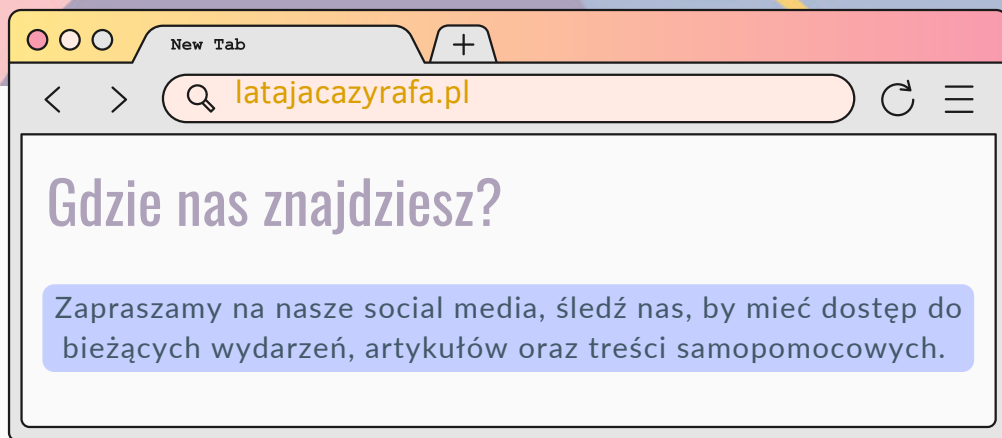 New Tab
latajacazyrafa.pl
Gdzie nas znajdziesz?
Zapraszamy na nasze social media, śledź nas, by mieć dostęp do
bieżących wydarzeń, artykułów oraz treści samopomocowych.